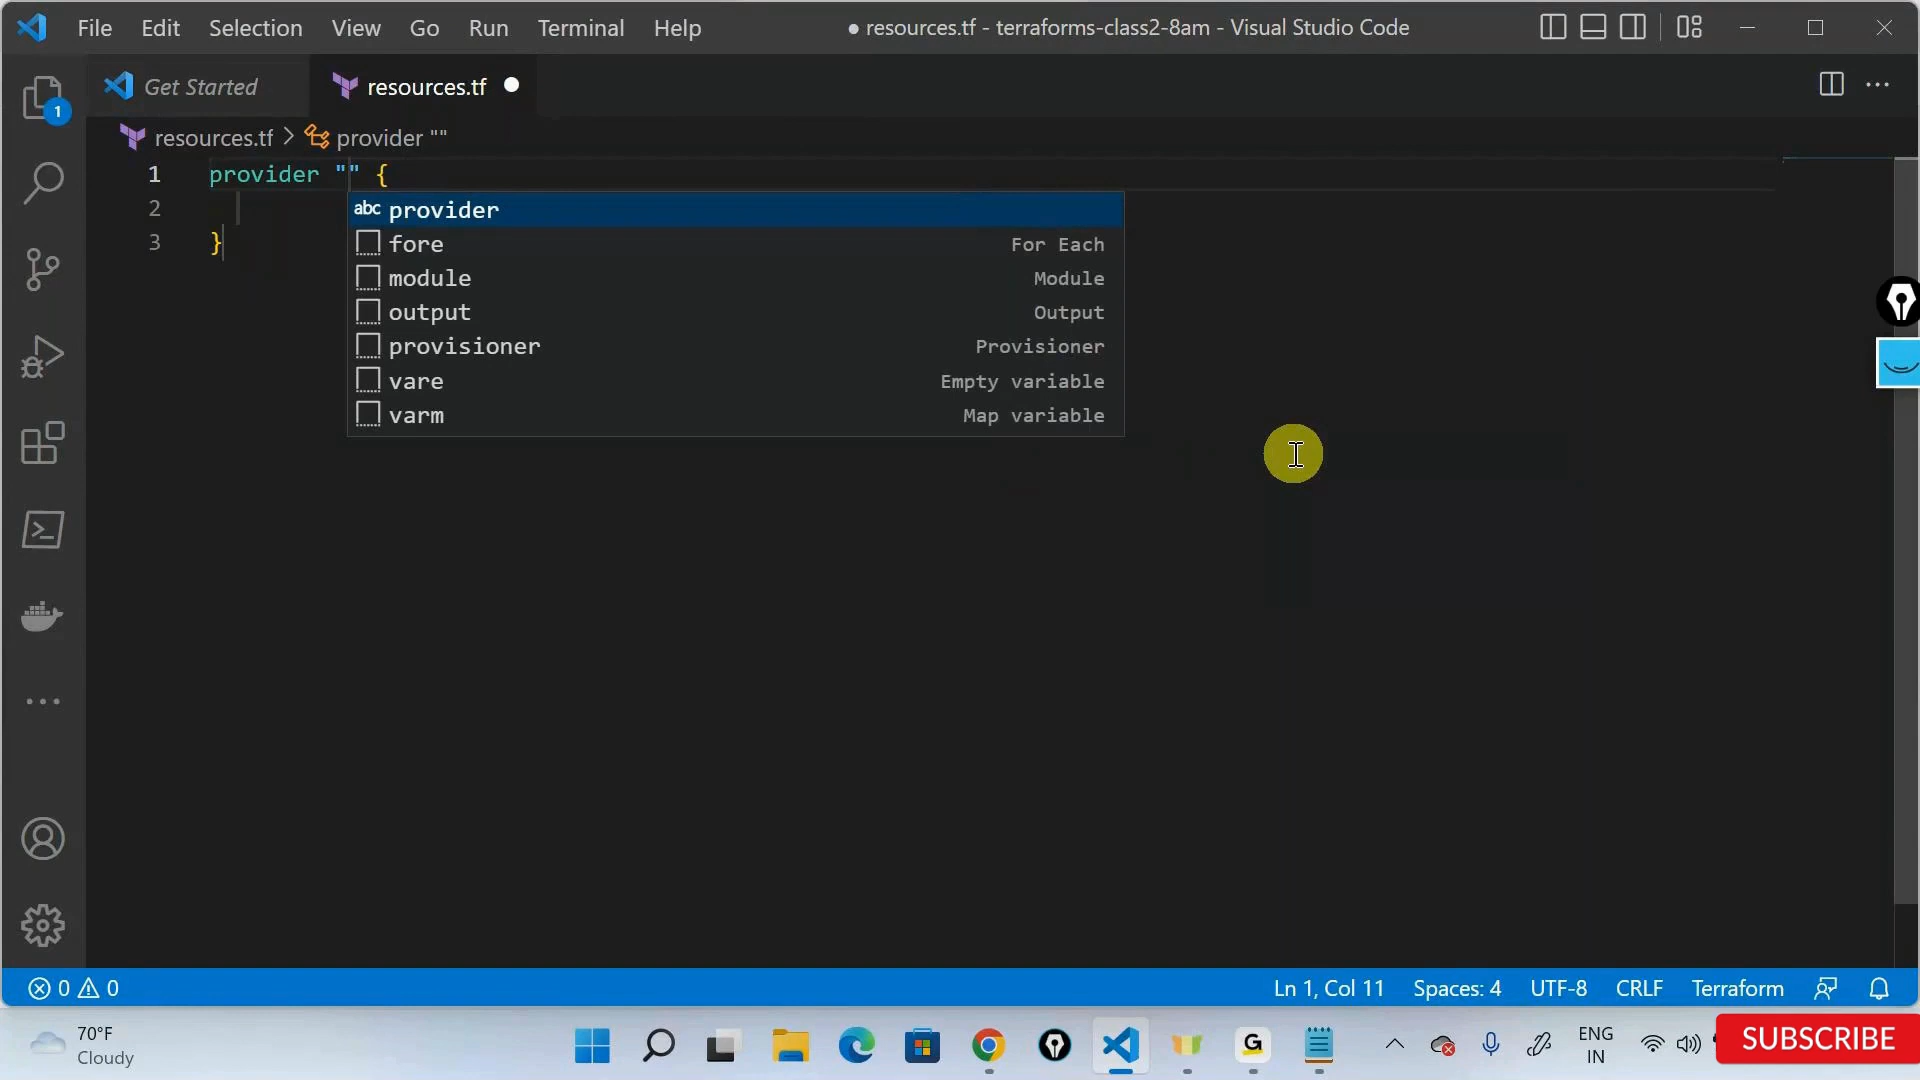 File Edit Selection View Go Run Terminal Help
● resources.tf - terraforms-class2-8am - Visual Studio Code
Get Started resources.tf ●
1
resources.tf > provider ""
1 provider "" {
2
3 }
abc provider
fore For Each
module Module
output Output
provisioner Provisioner
vare Empty variable
varm Map variable
0 0 Ln 1, Col 11 Spaces: 4 UTF-8 CRLF Terraform
70°F
Cloudy
G
ENG
IN
SUBSCRIBE